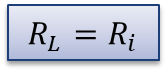 R_L = R_i